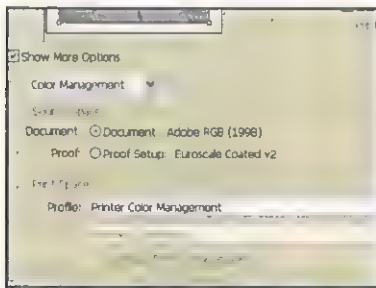 Show More Options
Color Management
Document Document: Adobe RGB (1998)
Proof: Proof Setup: Euroscale Coated v2
Profile: Printer Color Management